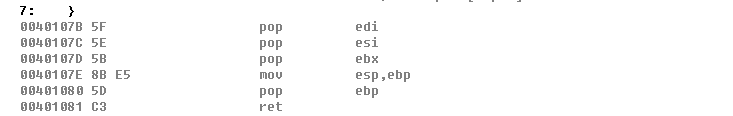 7:    }
0040107B 5F                   pop         edi
0040107C 5E                   pop         esi
0040107D 5B                   pop         ebx
0040107E 8B E5                mov         esp,ebp
00401080 5D                   pop         ebp
00401081 C3                   ret